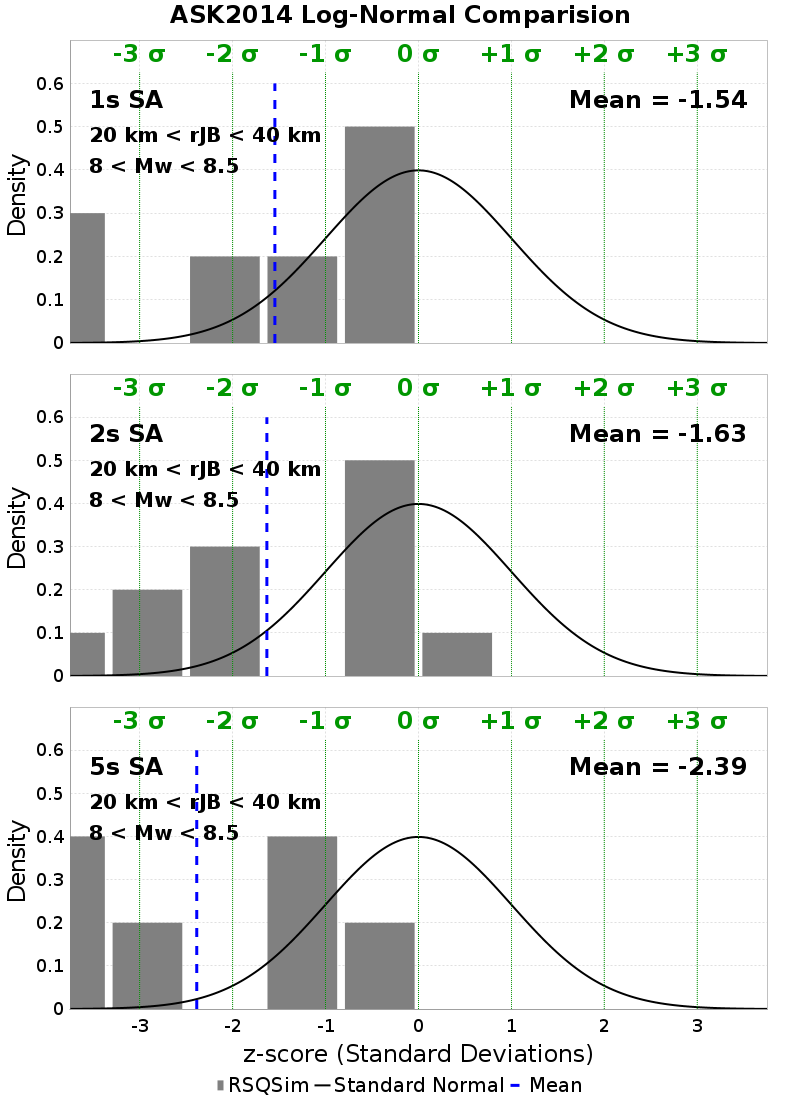 ASK2014 Log-Normal Comparision
-3 σ -2 σ -1 σ 0 σ +1 σ +2 σ +3 σ
1s SA
Mean = -1.54
20 km < rJB < 40 km
8 < Mw < 8.5
Density
0.6
0.5
0.4
0.3
0.2
0.1
0
-3 σ -2 σ -1 σ 0 σ +1 σ +2 σ +3 σ
2s SA
Mean = -1.63
20 km < rJB < 40 km
8 < Mw < 8.5
Density
0.6
0.5
0.4
0.3
0.2
0.1
0
-3 σ -2 σ -1 σ 0 σ +1 σ +2 σ +3 σ
5s SA
Mean = -2.39
20 km < rJB < 40 km
8 < Mw < 8.5
Density
0.6
0.5
0.4
0.3
0.2
0.1
0
-3 -2 -1 0 1 2 3
z-score (Standard Deviations)
RSQSim Standard Normal Mean